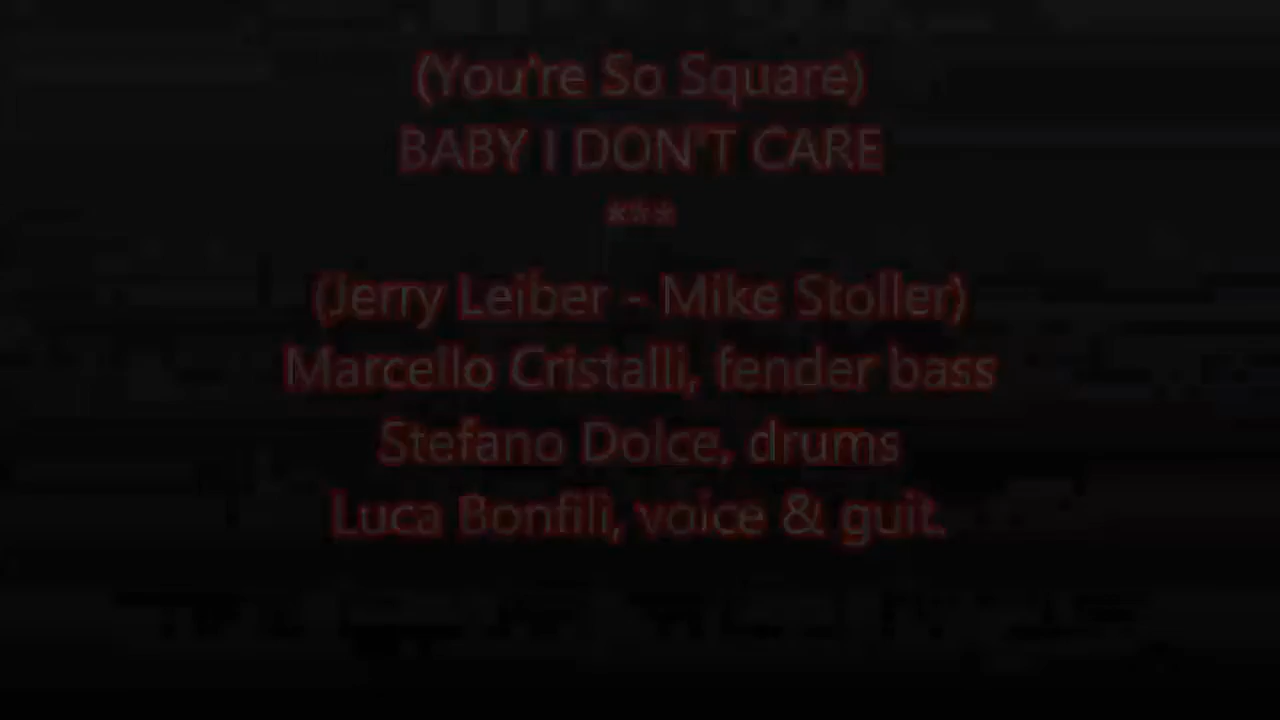 (You're So Square)
BABY I DON'T CARE
***
(Jerry Leiber - Mike Stoller)
Marcello Cristalli, fender bass
Stefano Dolce, drums
Luca Bonfili, voice & guit.